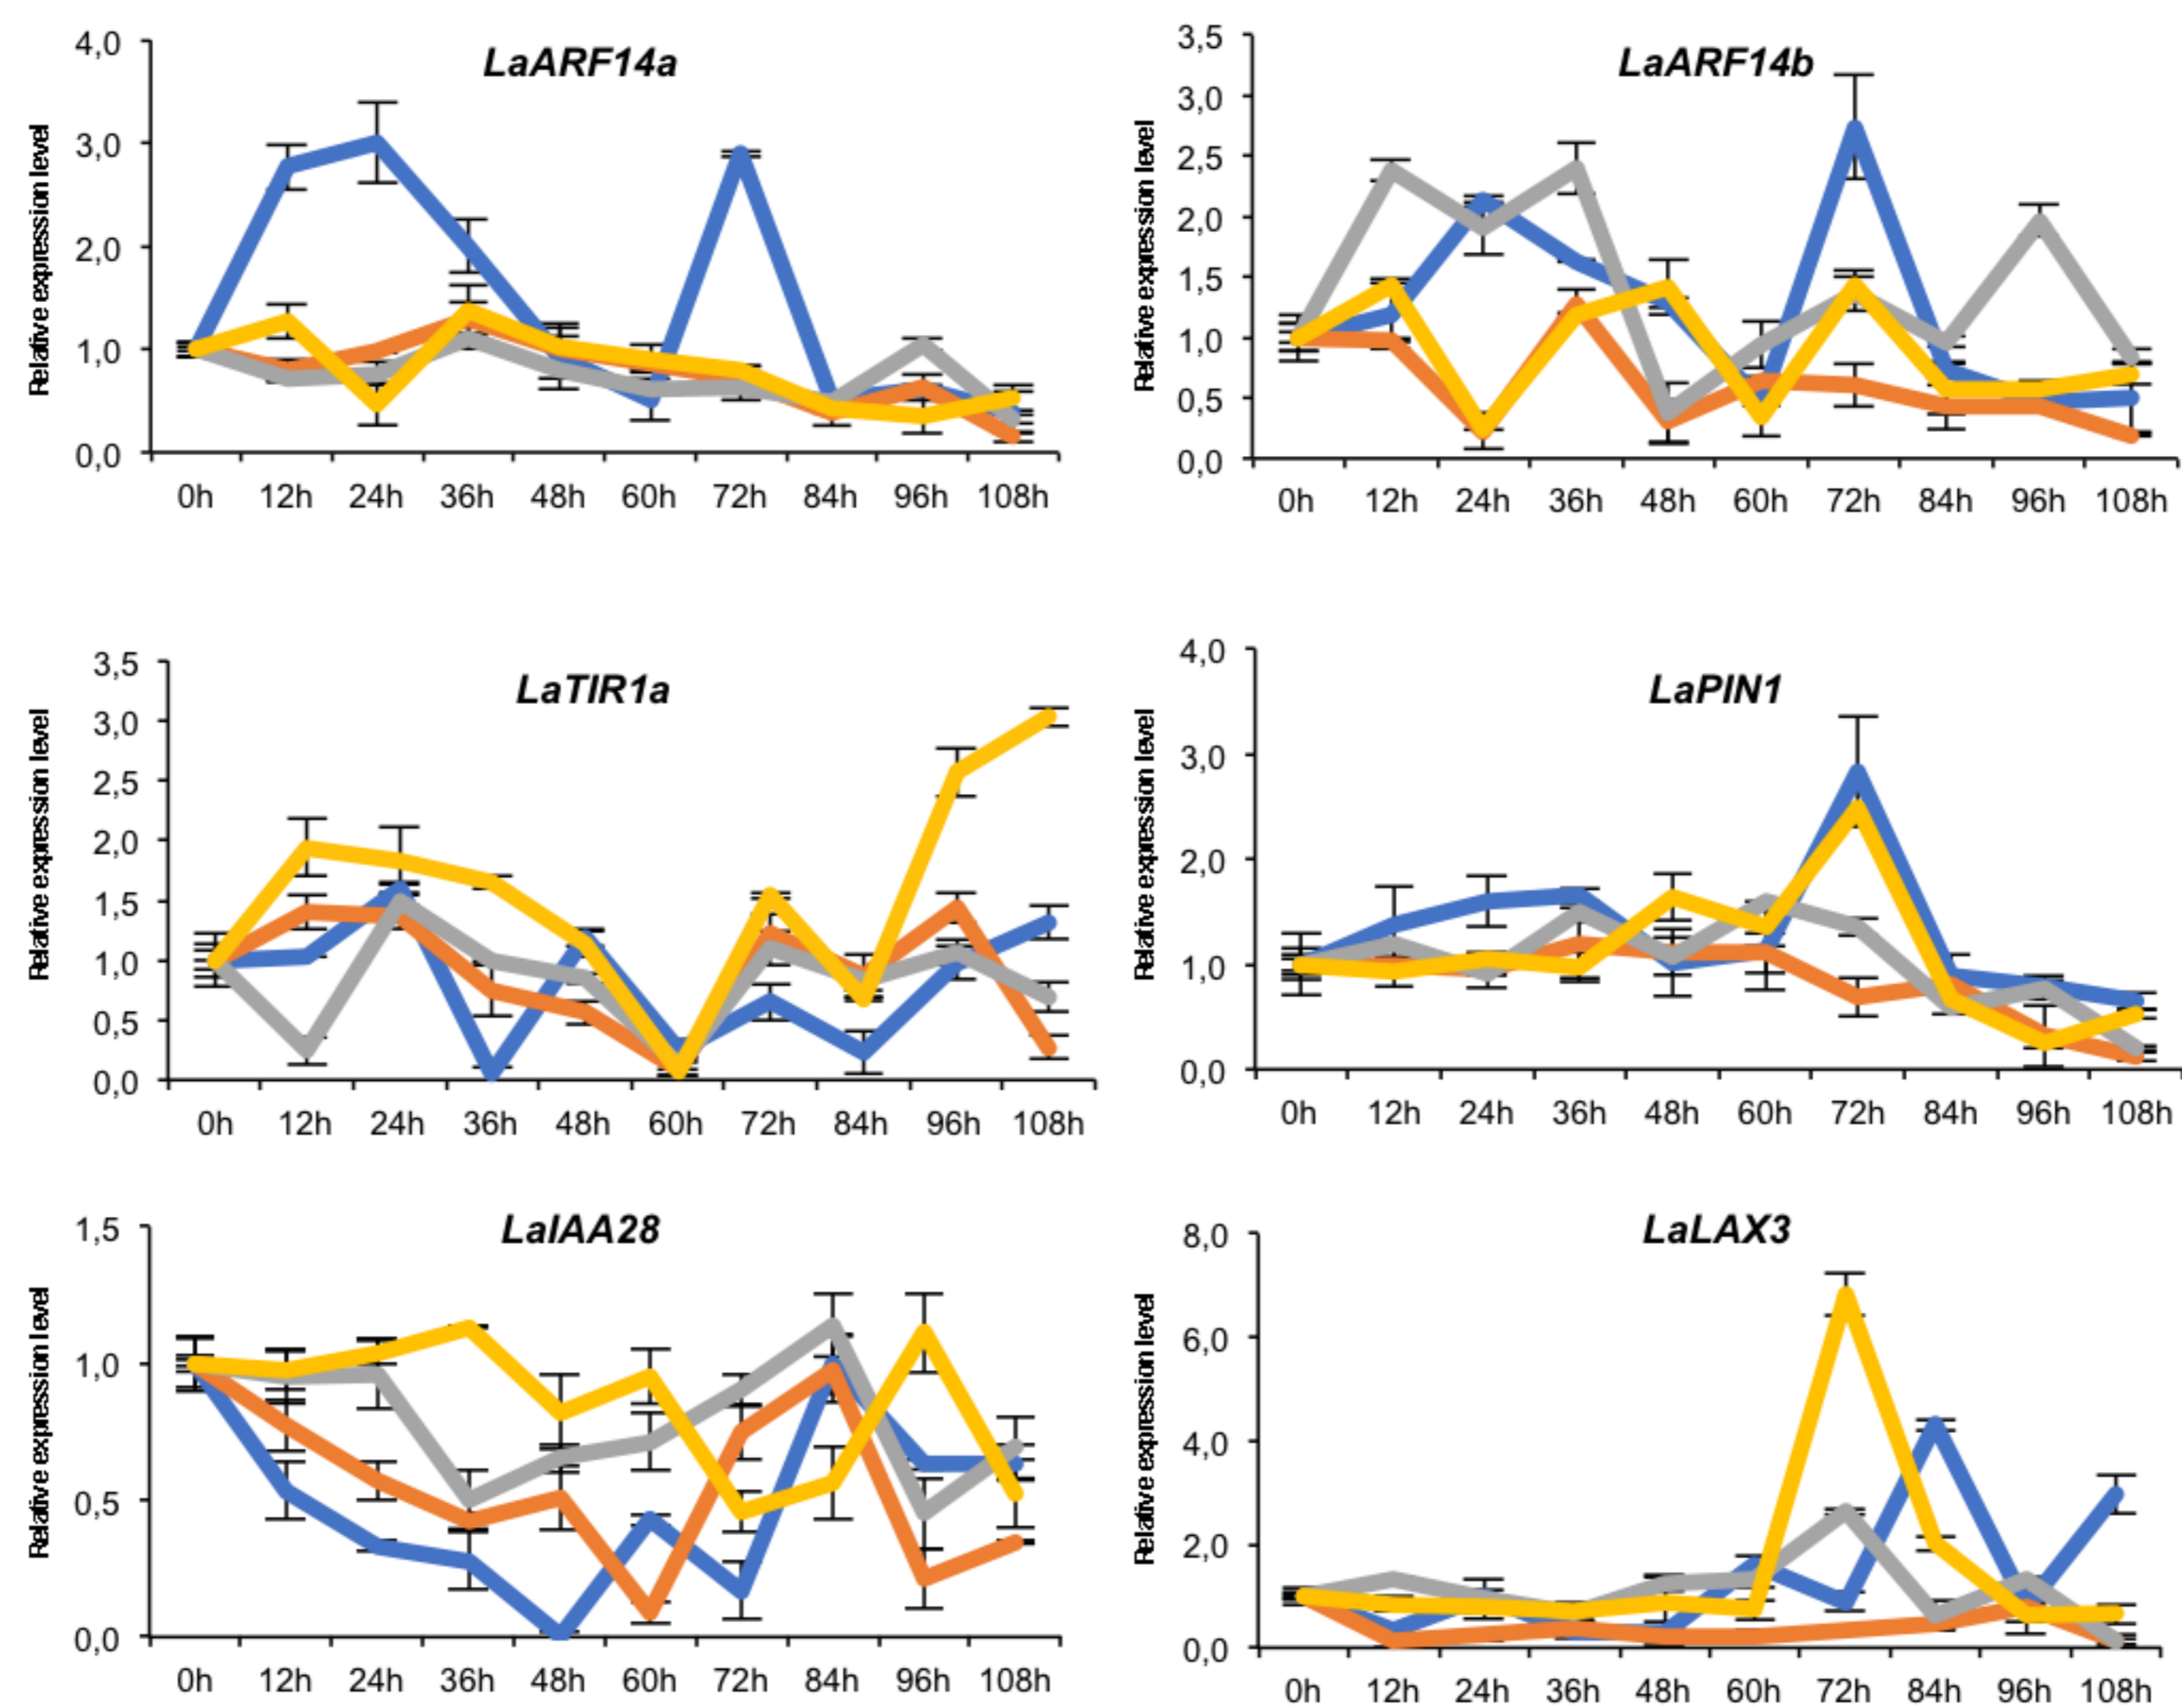 LaARF14a
Relative expression level
4,0
3,0
2,0
1,0
0,0
0h 12h 24h 36h 48h 60h 72h 84h 96h 108h
LaARF14b
Relative expression level
3,5
3,0
2,5
2,0
1,5
1,0
0,5
0,0
0h 12h 24h 36h 48h 60h 72h 84h 96h 108h
LaTIR1a
Relative expression level
3,5
3,0
2,5
2,0
1,5
1,0
0,5
0,0
0h 12h 24h 36h 48h 60h 72h 84h 96h 108h
LaPIN1
Relative expression level
4,0
3,0
2,0
1,0
0,0
0h 12h 24h 36h 48h 60h 72h 84h 96h 108h
LaIAA28
Relative expression level
1,5
1,0
0,5
0,0
0h 12h 24h 36h 48h 60h 72h 84h 96h 108h
LaLAX3
Relative expression level
8,0
6,0
4,0
2,0
0,0
0h 12h 24h 36h 48h 60h 72h 84h 96h 108h